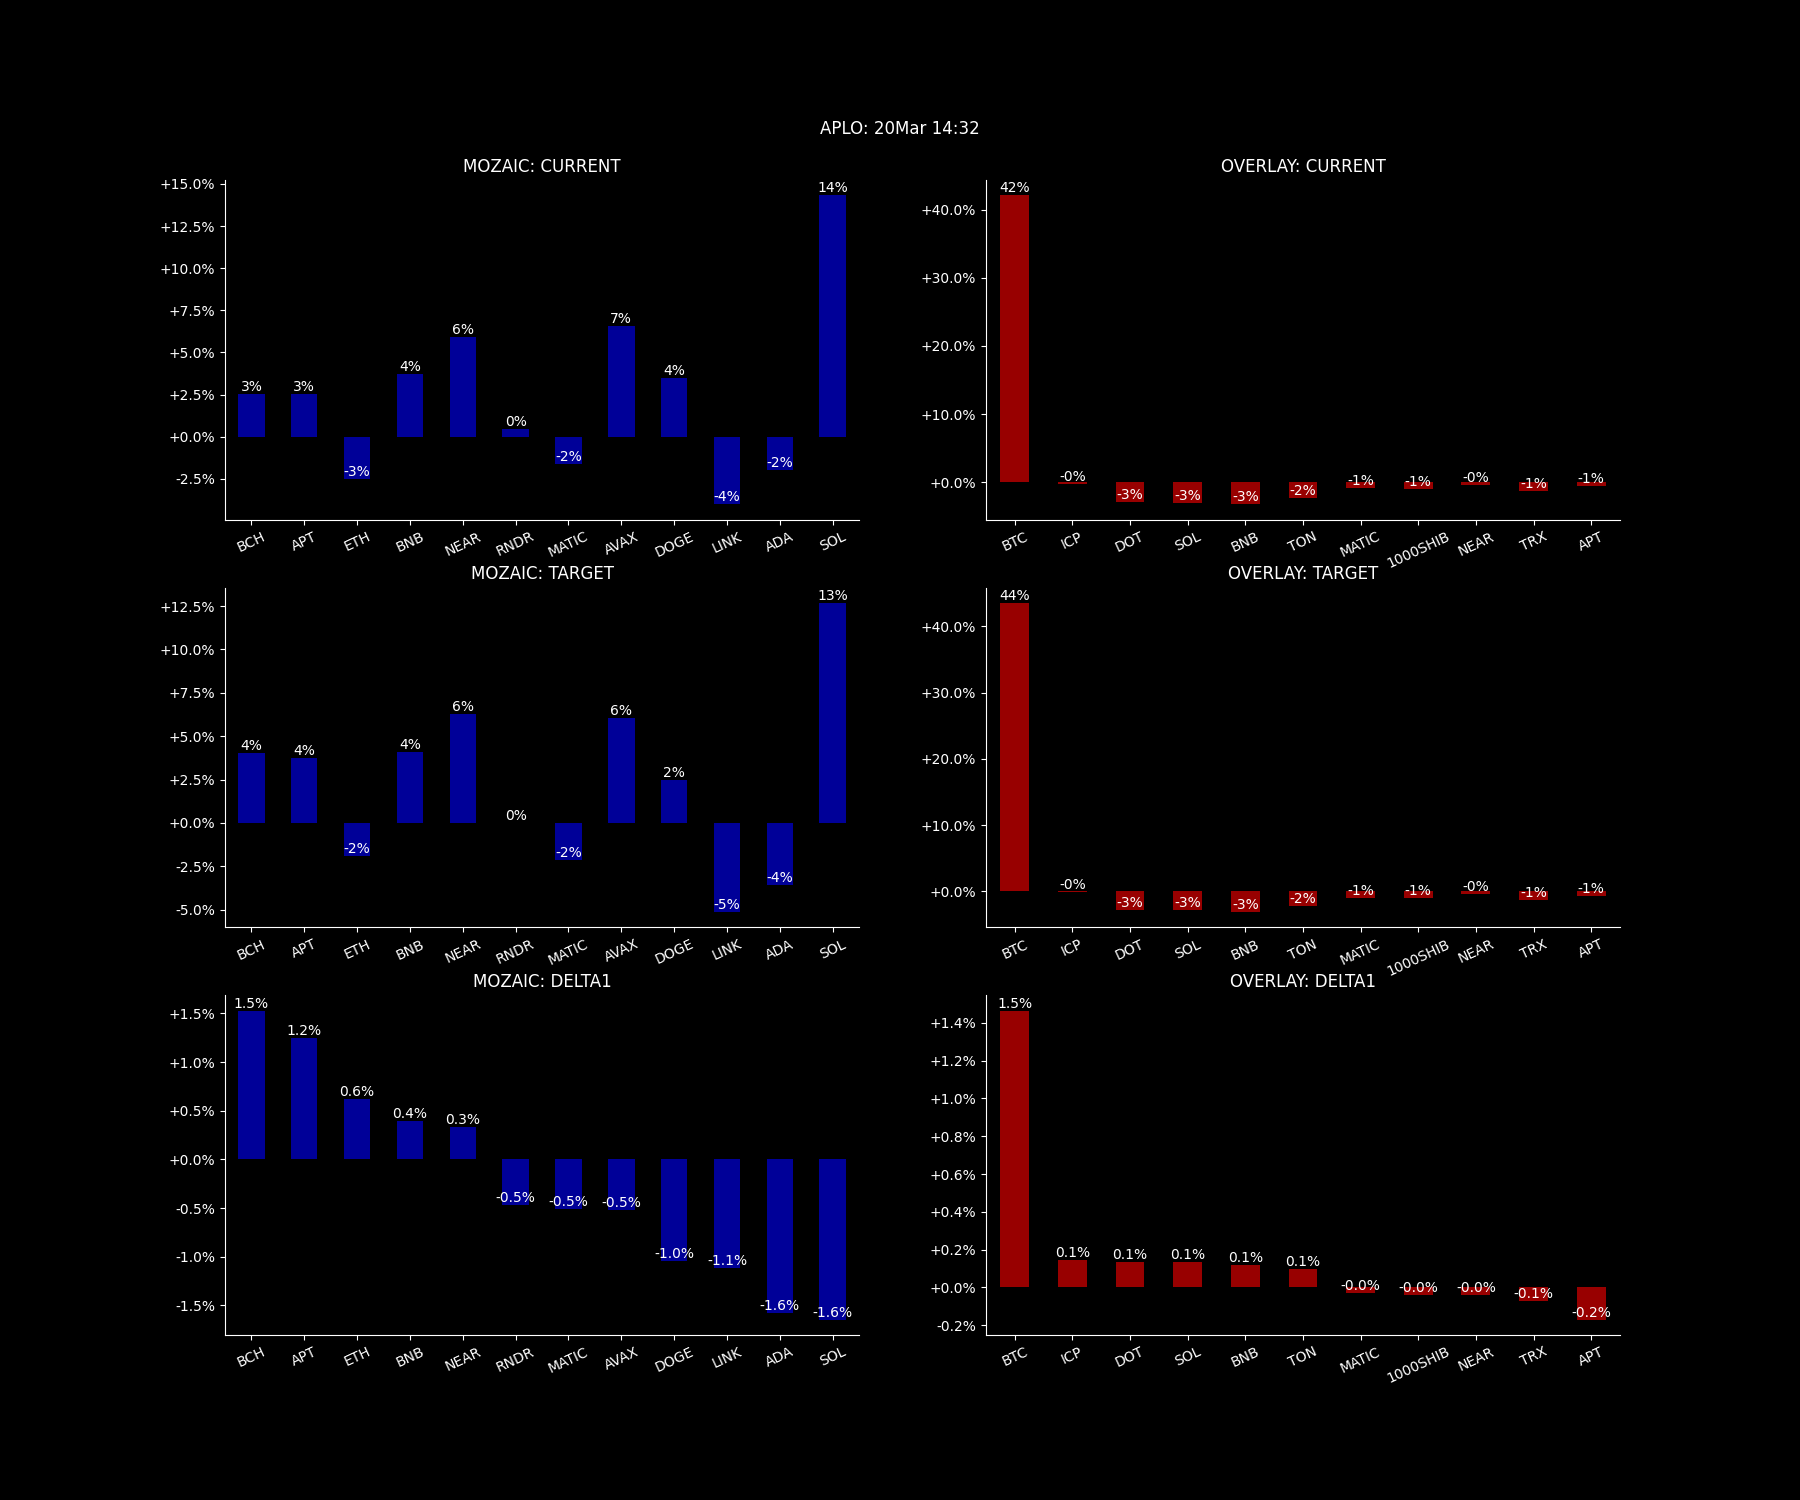 APLO: 20Mar 14:32
MOZAIC: CURRENT
+15.0%
+12.5%
+10.0%
+7.5%
+5.0%
+2.5%
+0.0%
-2.5%
3% 3% -3% 4% 6% 0% -2% 7% 4% -4% -2% 14%
BCH APT ETH BNB NEAR RNDR MATIC AVAX DOGE LINK ADA SOL
OVERLAY: CURRENT
+40.0%
+30.0%
+20.0%
+10.0%
+0.0%
42% -0% -3% -3% -3% -2% -1% -1% -0% -1% -1%
BTC ICP DOT SOL BNB TON MATIC 1000SHIB NEAR TRX APT
MOZAIC: TARGET
+12.5%
+10.0%
+7.5%
+5.0%
+2.5%
+0.0%
-2.5%
-5.0%
4% 4% -2% 4% 6% 0% -2% 6% 2% -5% -4% 13%
BCH APT ETH BNB NEAR RNDR MATIC AVAX DOGE LINK ADA SOL
OVERLAY: TARGET
+40.0%
+30.0%
+20.0%
+10.0%
+0.0%
44% -0% -3% -3% -3% -2% -1% -1% -0% -1% -1%
BTC ICP DOT SOL BNB TON MATIC 1000SHIB NEAR TRX APT
MOZAIC: DELTA1
+1.5%
+1.0%
+0.5%
+0.0%
-0.5%
-1.0%
-1.5%
1.5% 1.2% 0.6% 0.4% 0.3% -0.5% -0.5% -0.5% -1.0% -1.1% -1.6% -1.6%
BCH APT ETH BNB NEAR RNDR MATIC AVAX DOGE LINK ADA SOL
OVERLAY: DELTA1
+1.4%
+1.2%
+1.0%
+0.8%
+0.6%
+0.4%
+0.2%
+0.0%
-0.2%
1.5% 0.1% 0.1% 0.1% 0.1% 0.1% -0.0% -0.0% -0.0% -0.1% -0.2%
BTC ICP DOT SOL BNB TON MATIC 1000SHIB NEAR TRX APT